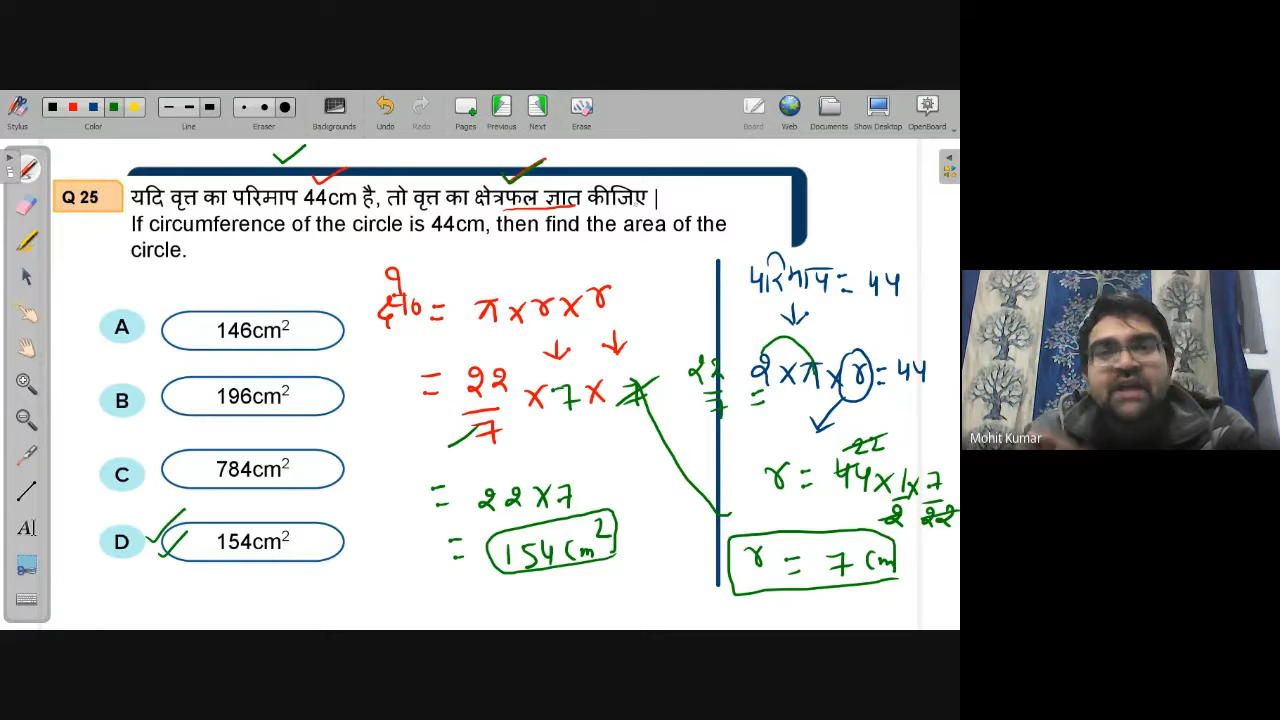 Stylus
Color
Line
Eraser
Backgrounds
Undo
Redo
Pages
Previous
Next
Erase
Board
Web
Documents
Show Desktop
OpenBoard
Q 25
यदि वृत्त का परिमाप 44cm है, तो वृत्त का क्षेत्रफल ज्ञात कीजिए |
If circumference of the circle is 44cm, then find the area of the
circle.
A 146cm²
B 196cm²
C 784cm²
D 154cm²
= π × r × r
= 22/7 × 7 × 7
= 22 × 7
= 154 Cm²
परिमाप = 44
2 × π × r = 44
22/7 =
22
r = 44 × 1/2 × 7/22
r = 7 Cm
Mohit Kumar